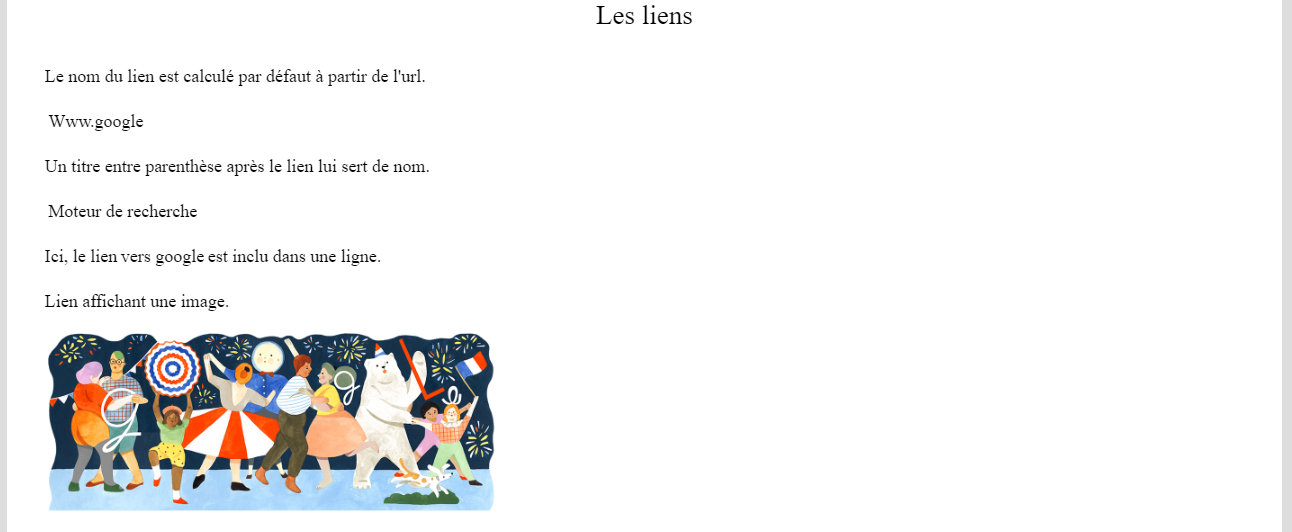 Les liens
Le nom du lien est calculé par défaut à partir de l'url.
Www.google
Un titre entre parenthèse après le lien lui sert de nom.
Moteur de recherche
Ici, le lien vers google est inclu dans une ligne.
Lien affichant une image.